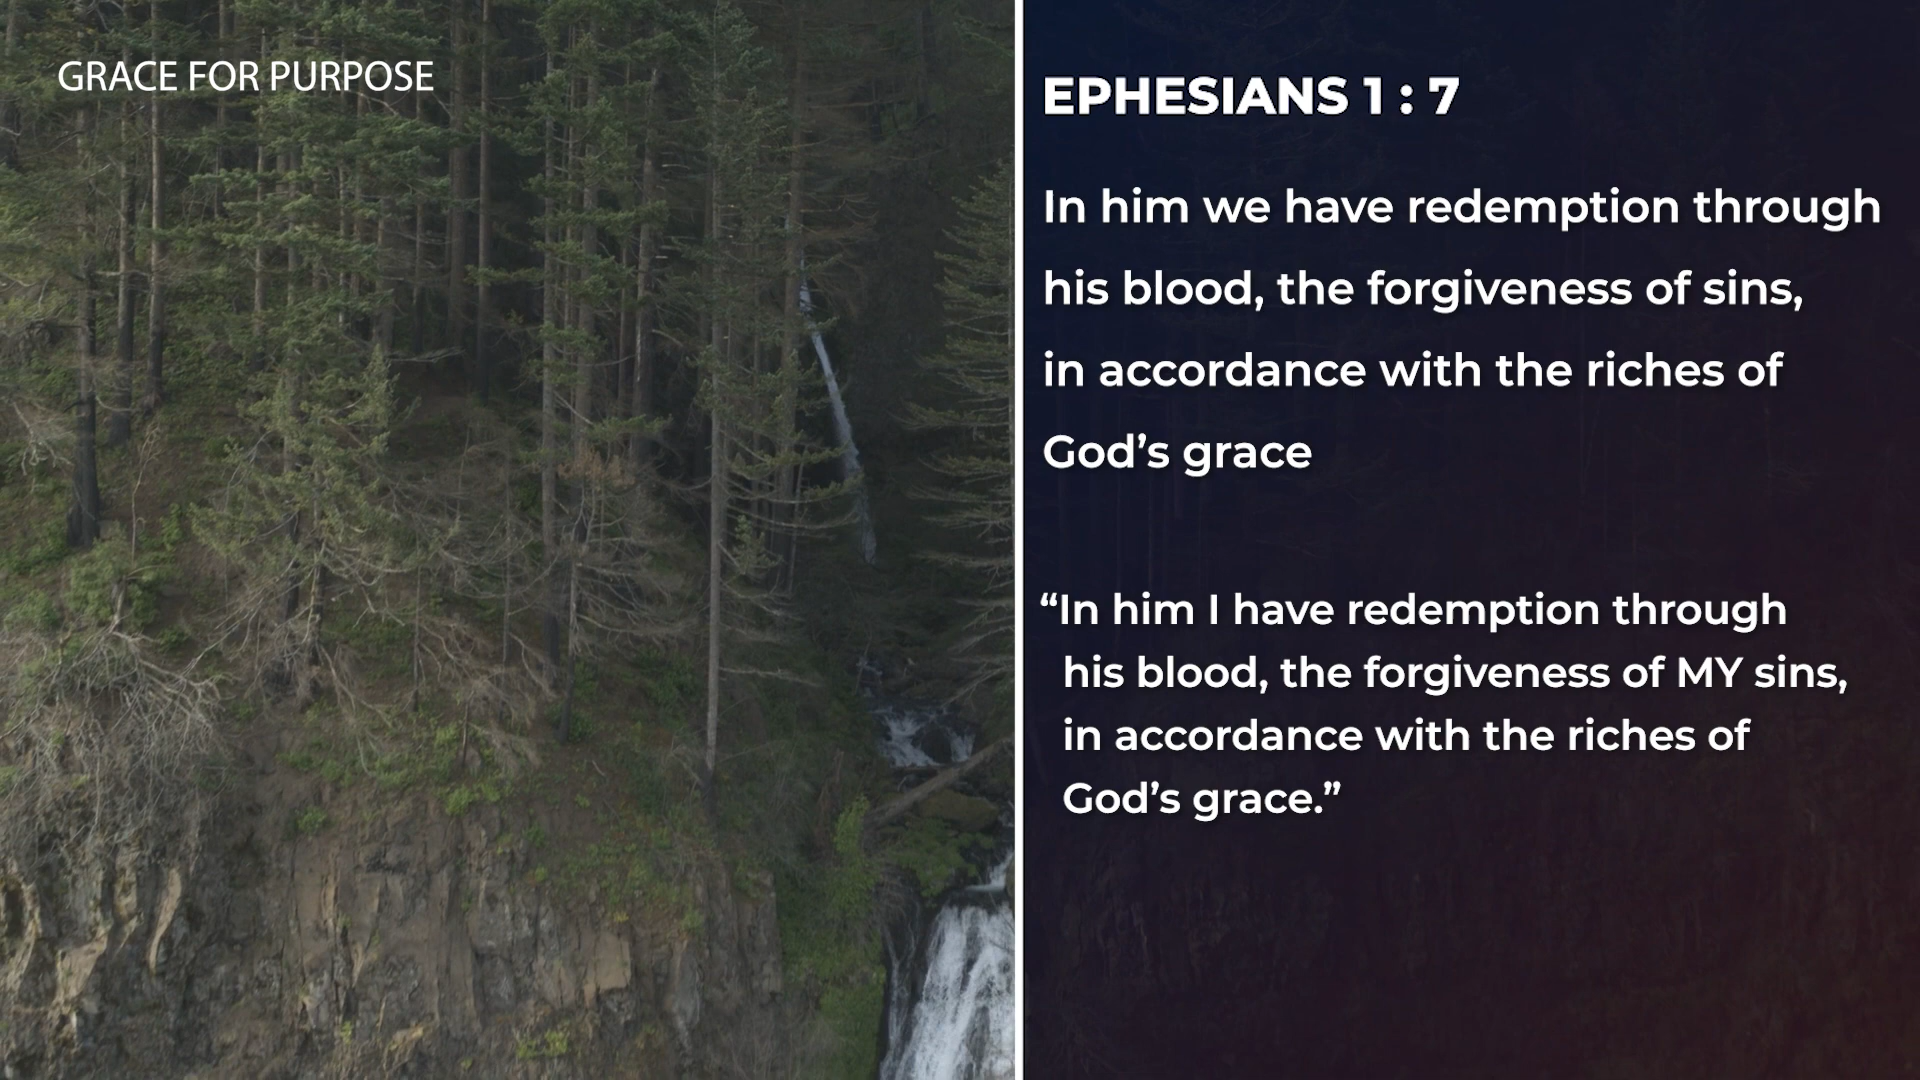 GRACE FOR PURPOSE
EPHESIANS 1 : 7
In him we have redemption through
his blood, the forgiveness of sins,
in accordance with the riches of
God’s grace
“In him I have redemption through
his blood, the forgiveness of MY sins,
in accordance with the riches of
God’s grace.”